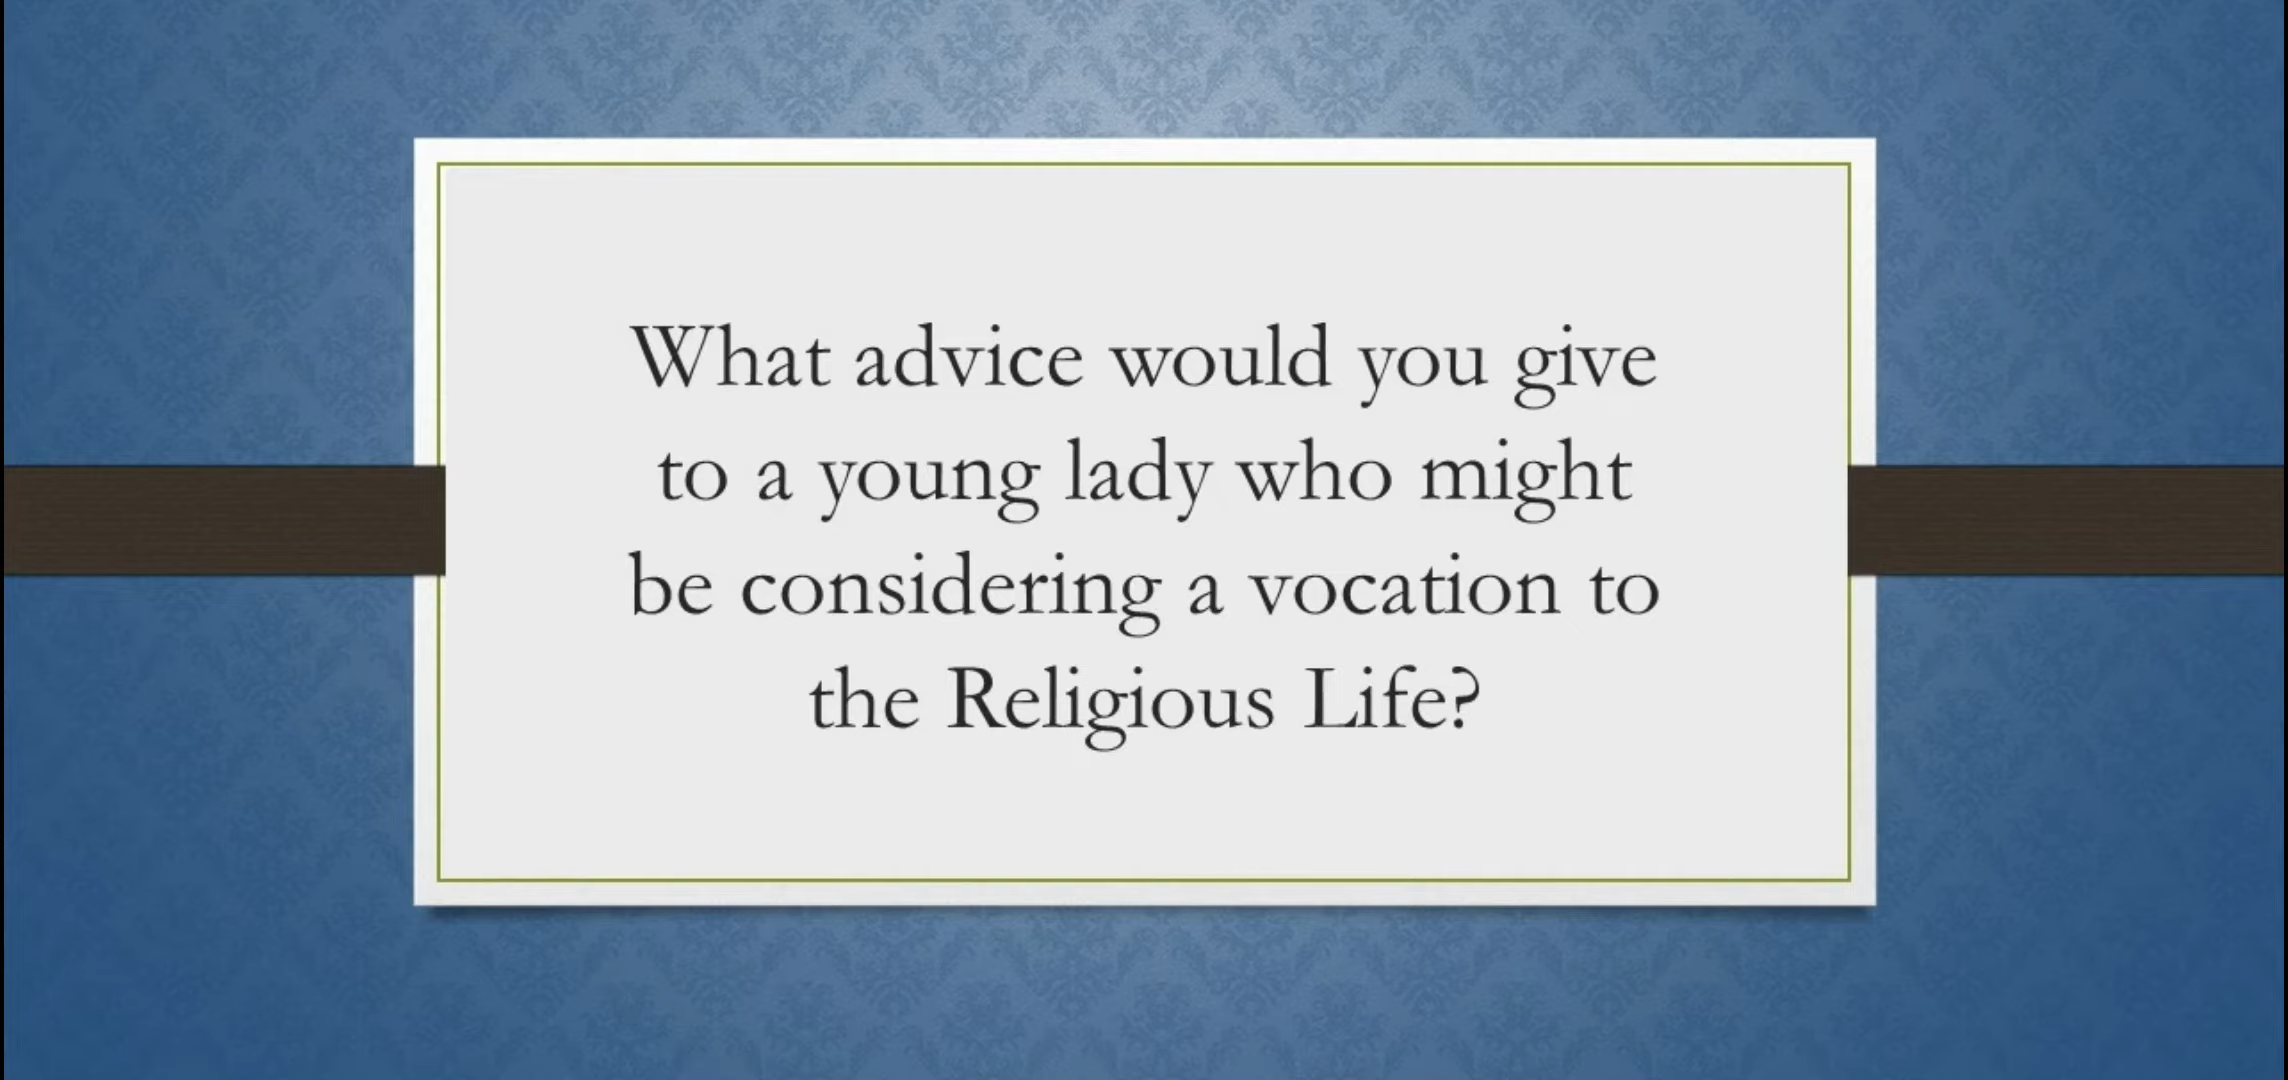 What advice would you give
to a young lady who might
be considering a vocation to
the Religious Life?